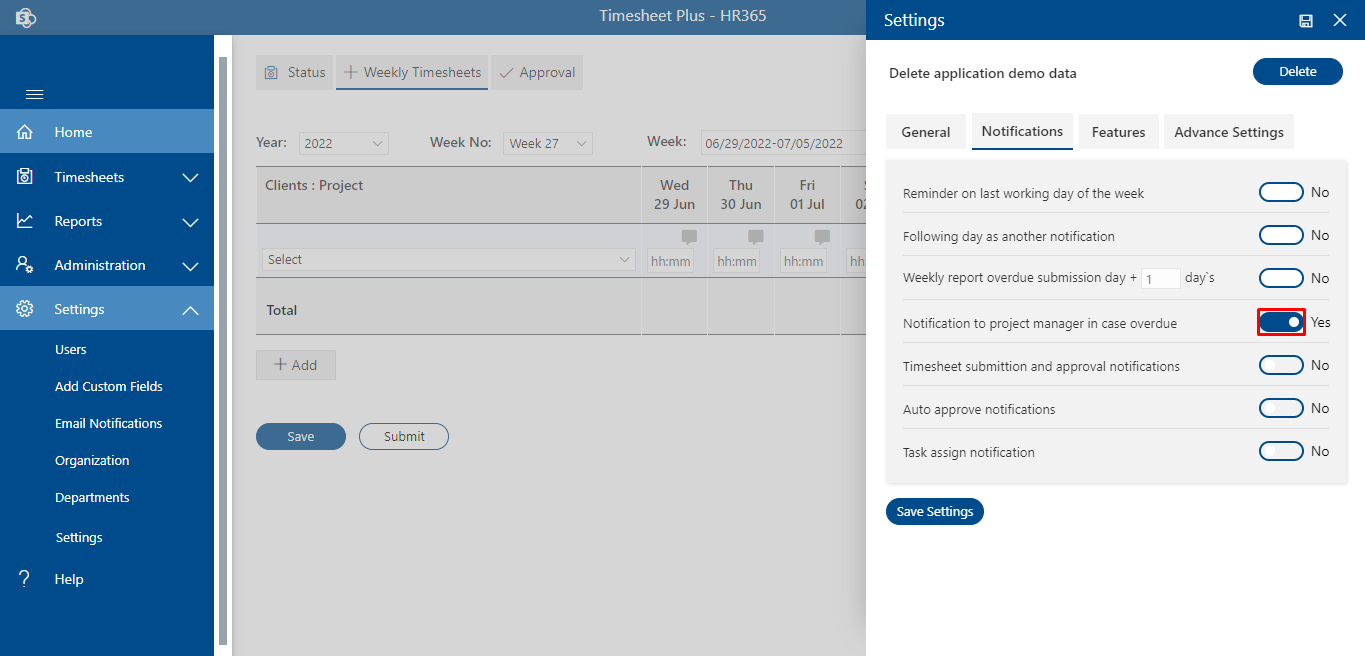 Timesheet Plus - HR365
Home
Timesheets
Reports
Administration
Settings
Users
Add Custom Fields
Email Notifications
Organization
Departments
Settings
? Help
Status
Weekly Timesheets
Approval
Year: 2022 Week No: Week 27 Week: 06/29/2022-07/05/2022
Clients : Project
Wed Thu Fri
29 Jun 30 Jun 01 Jul
Select hh:mm hh:mm hh:mm
Total
+ Add
Save Submit
Settings
Delete application demo data Delete
General Notifications Features Advance Settings
Reminder on last working day of the week No
Following day as another notification No
Weekly report overdue submission day + 1 day`s No
Notification to project manager in case overdue Yes
Timesheet submittion and approval notifications No
Auto approve notifications No
Task assign notification No
Save Settings